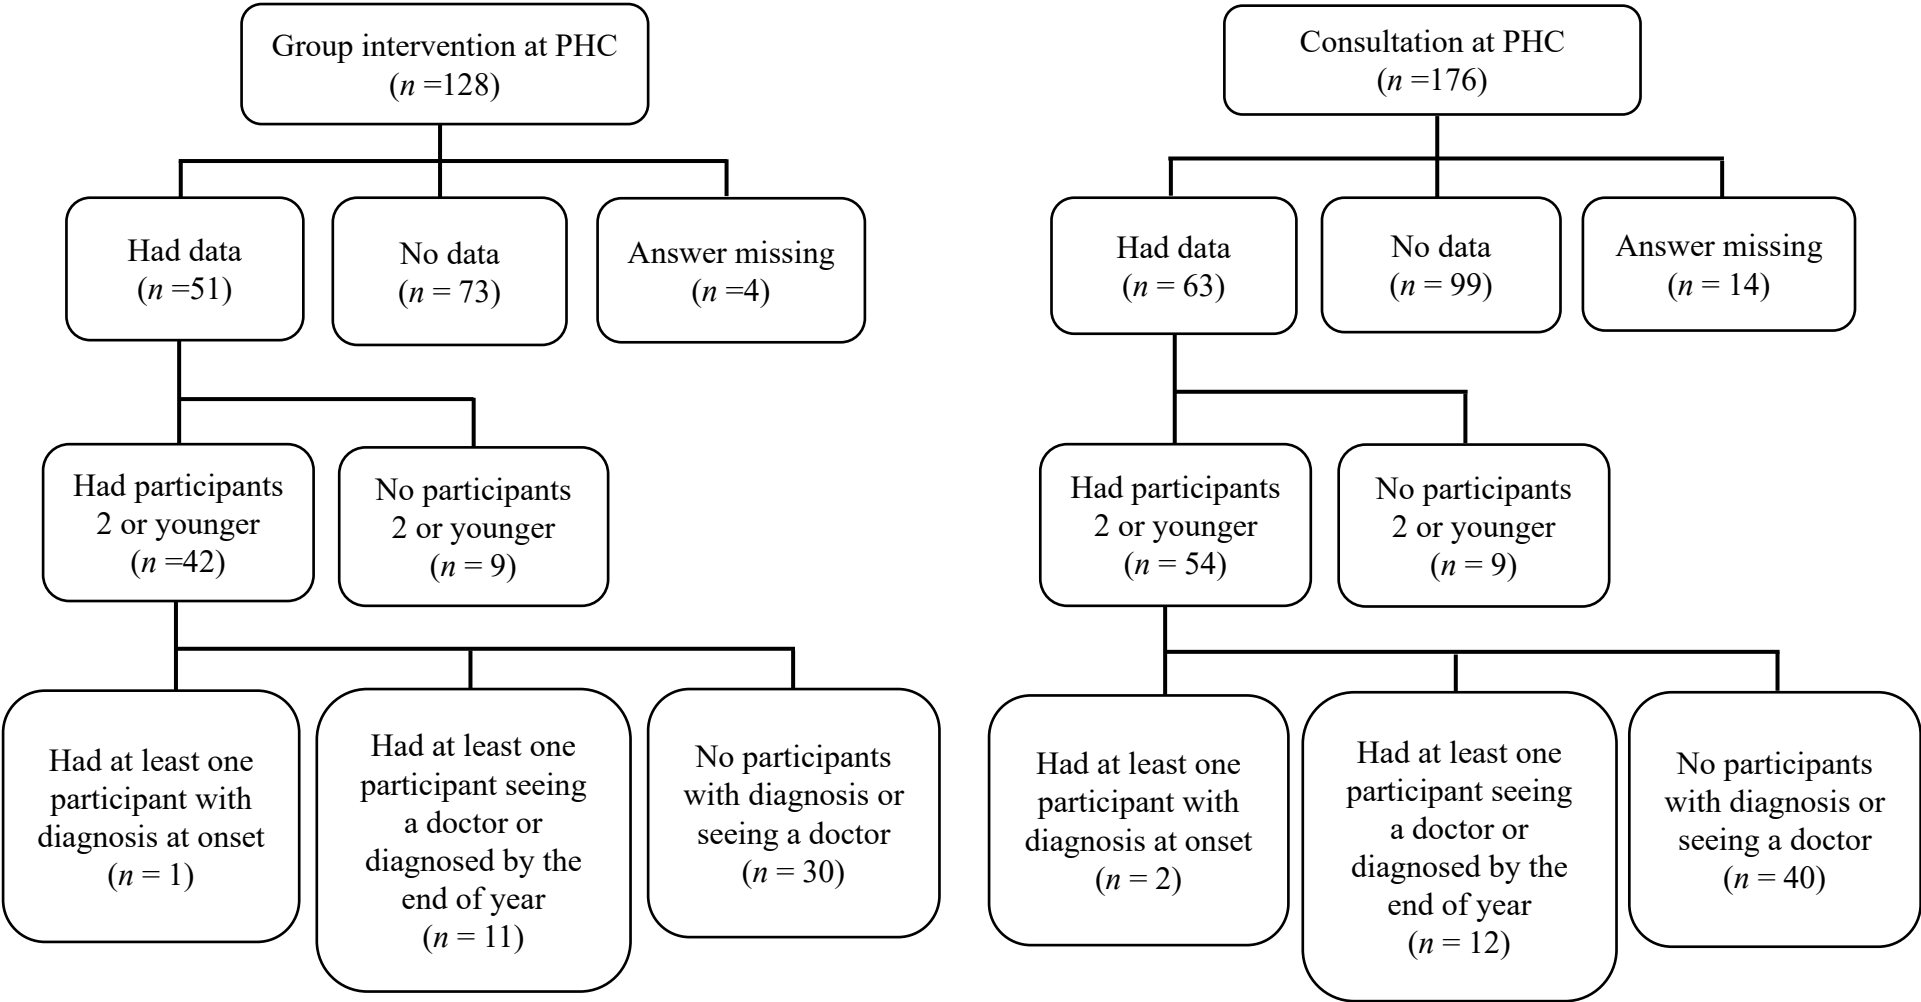 Group intervention at PHC
(n =128)
Had data
(n =51)
No data
(n = 73)
Answer missing
(n =4)
Had participants
2 or younger
(n =42)
No participants
2 or younger
(n = 9)
Had at least one
participant with
diagnosis at onset
(n = 1)
Had at least one
participant seeing
a doctor or
diagnosed by the
end of year
(n = 11)
No participants
with diagnosis or
seeing a doctor
(n = 30)
Consultation at PHC
(n =176)
Had data
(n = 63)
No data
(n = 99)
Answer missing
(n = 14)
Had participants
2 or younger
(n = 54)
No participants
2 or younger
(n = 9)
Had at least one
participant with
diagnosis at onset
(n = 2)
Had at least one
participant seeing
a doctor or
diagnosed by the
end of year
(n = 12)
No participants
with diagnosis or
seeing a doctor
(n = 40)